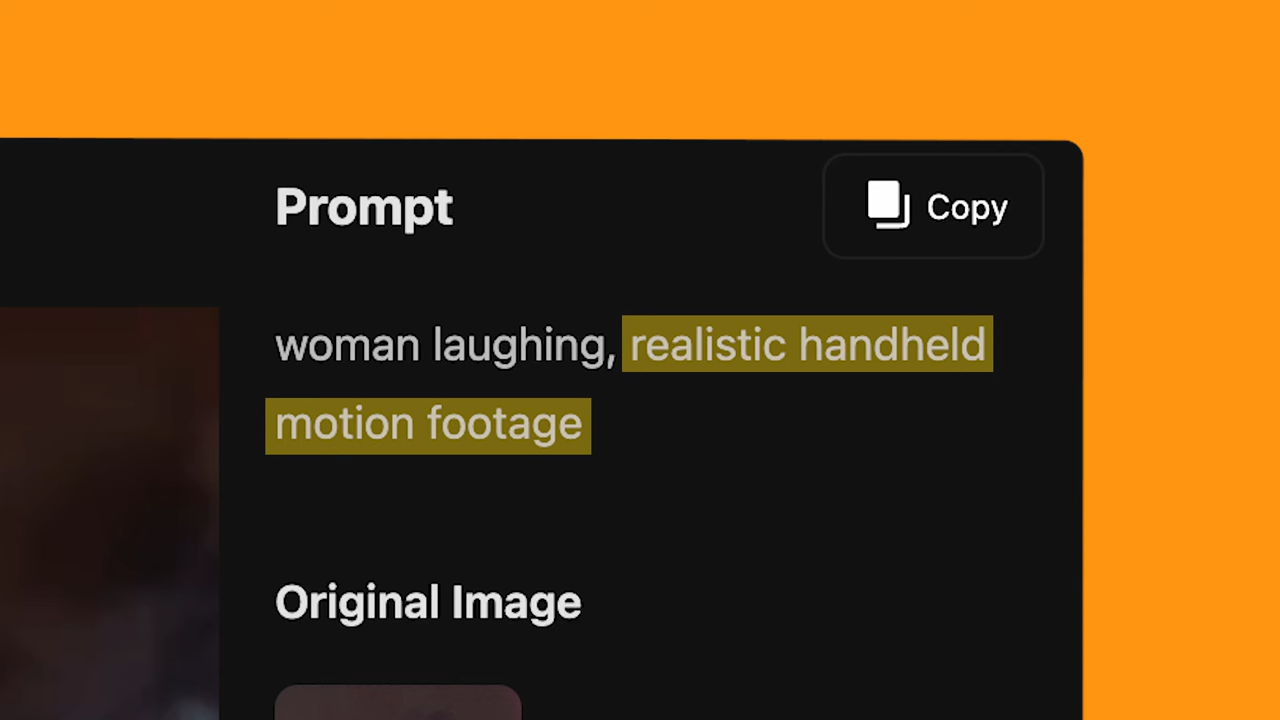 Prompt
Copy
woman laughing, realistic handheld
motion footage
Original Image